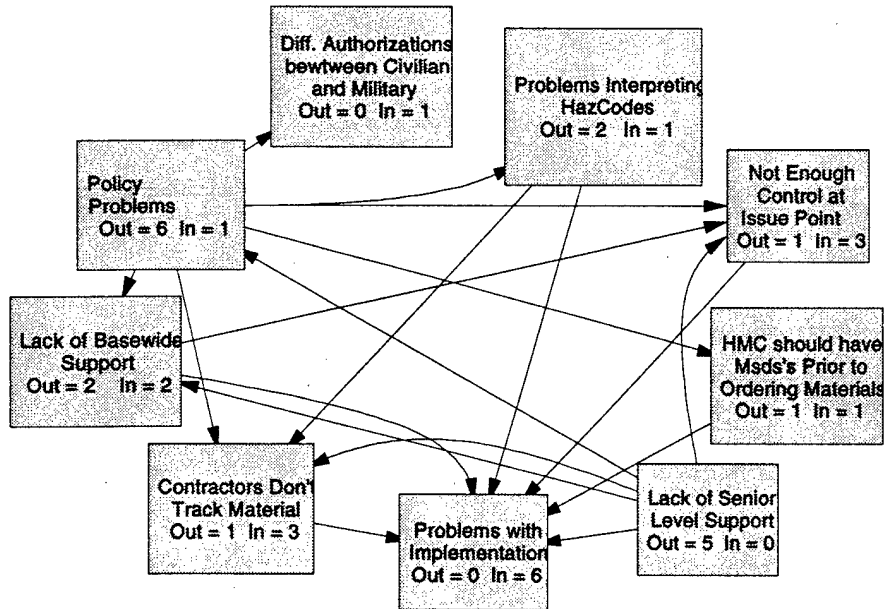 Diff. Authorizations
bewtween Civilian
and Military
Out = 0 In = 1
Problems Interpreting
HazCodes
Out = 2 In = 1
Policy
Problems
Out = 6 In = 1
Not Enough
Control at
Issue Point
Out = 1 In = 3
Lack of Basewide
Support
Out = 2 In = 2
HMC should have
Msds's Prior to
Ordering Materials
Out = 1 In = 1
Contractors Don't
Track Material
Out = 1 In = 3
Problems with
Implementation
Out = 0 In = 6
Lack of Senior
Level Support
Out = 5 In = 0